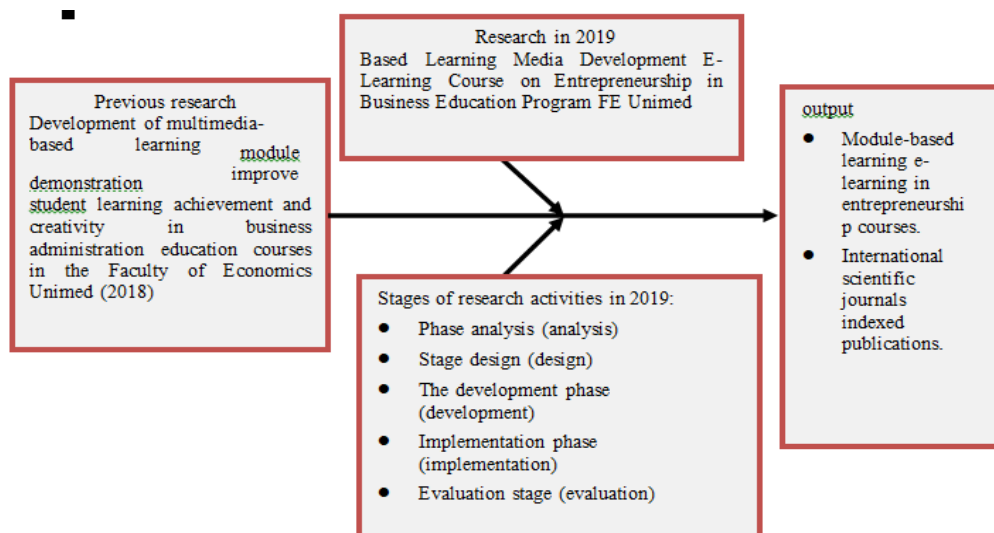 Previous research
Development of multimedia-
based learning module
demonstration improve
student learning achievement and
creativity in business
administration education courses
in the Faculty of Economics
Unimed (2018)
Research in 2019
Based Learning Media Development E-
Learning Course on Entrepreneurship in
Business Education Program FE Unimed
Stages of research activities in 2019:
● Phase analysis (analysis)
● Stage design (design)
● The development phase
(development)
● Implementation phase
(implementation)
● Evaluation stage (evaluation)
output
● Module-based
learning e-
learning in
entrepreneurshi
p courses.
● International
scientific
journals
indexed
publications.